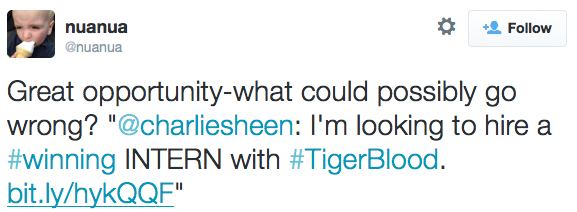 nuanua
@nuanua
Follow
Great opportunity-what could possibly go
wrong? "@charliesheen: I'm looking to hire a
#winning INTERN with #TigerBlood.
bit.ly/hykQQF"